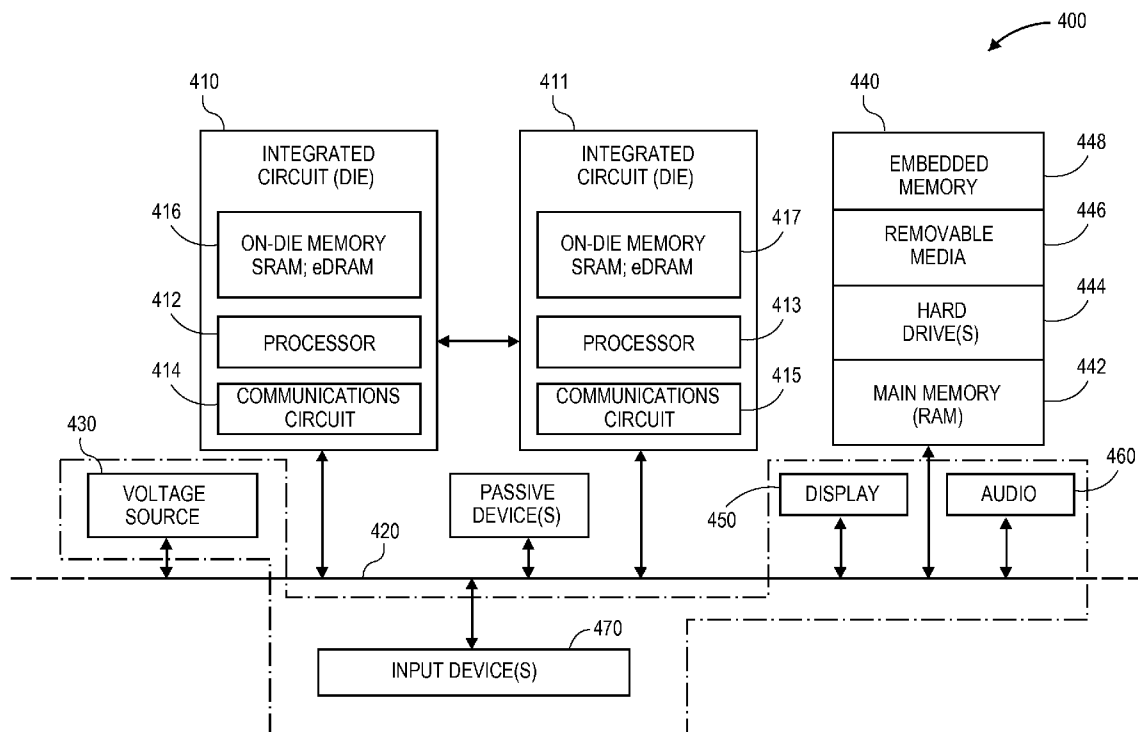 400
410
411
440
INTEGRATED
CIRCUIT (DIE)
INTEGRATED
CIRCUIT (DIE)
EMBEDDED
MEMORY
448
416
ON-DIE MEMORY
SRAM; eDRAM
ON-DIE MEMORY
SRAM; eDRAM
417
REMOVABLE
MEDIA
446
412
PROCESSOR
PROCESSOR
413
HARD
DRIVE(S)
444
414
COMMUNICATIONS
CIRCUIT
COMMUNICATIONS
CIRCUIT
415
MAIN MEMORY
(RAM)
442
430
VOLTAGE
SOURCE
PASSIVE
DEVICE(S)
450
DISPLAY
AUDIO
460
420
470
INPUT DEVICE(S)